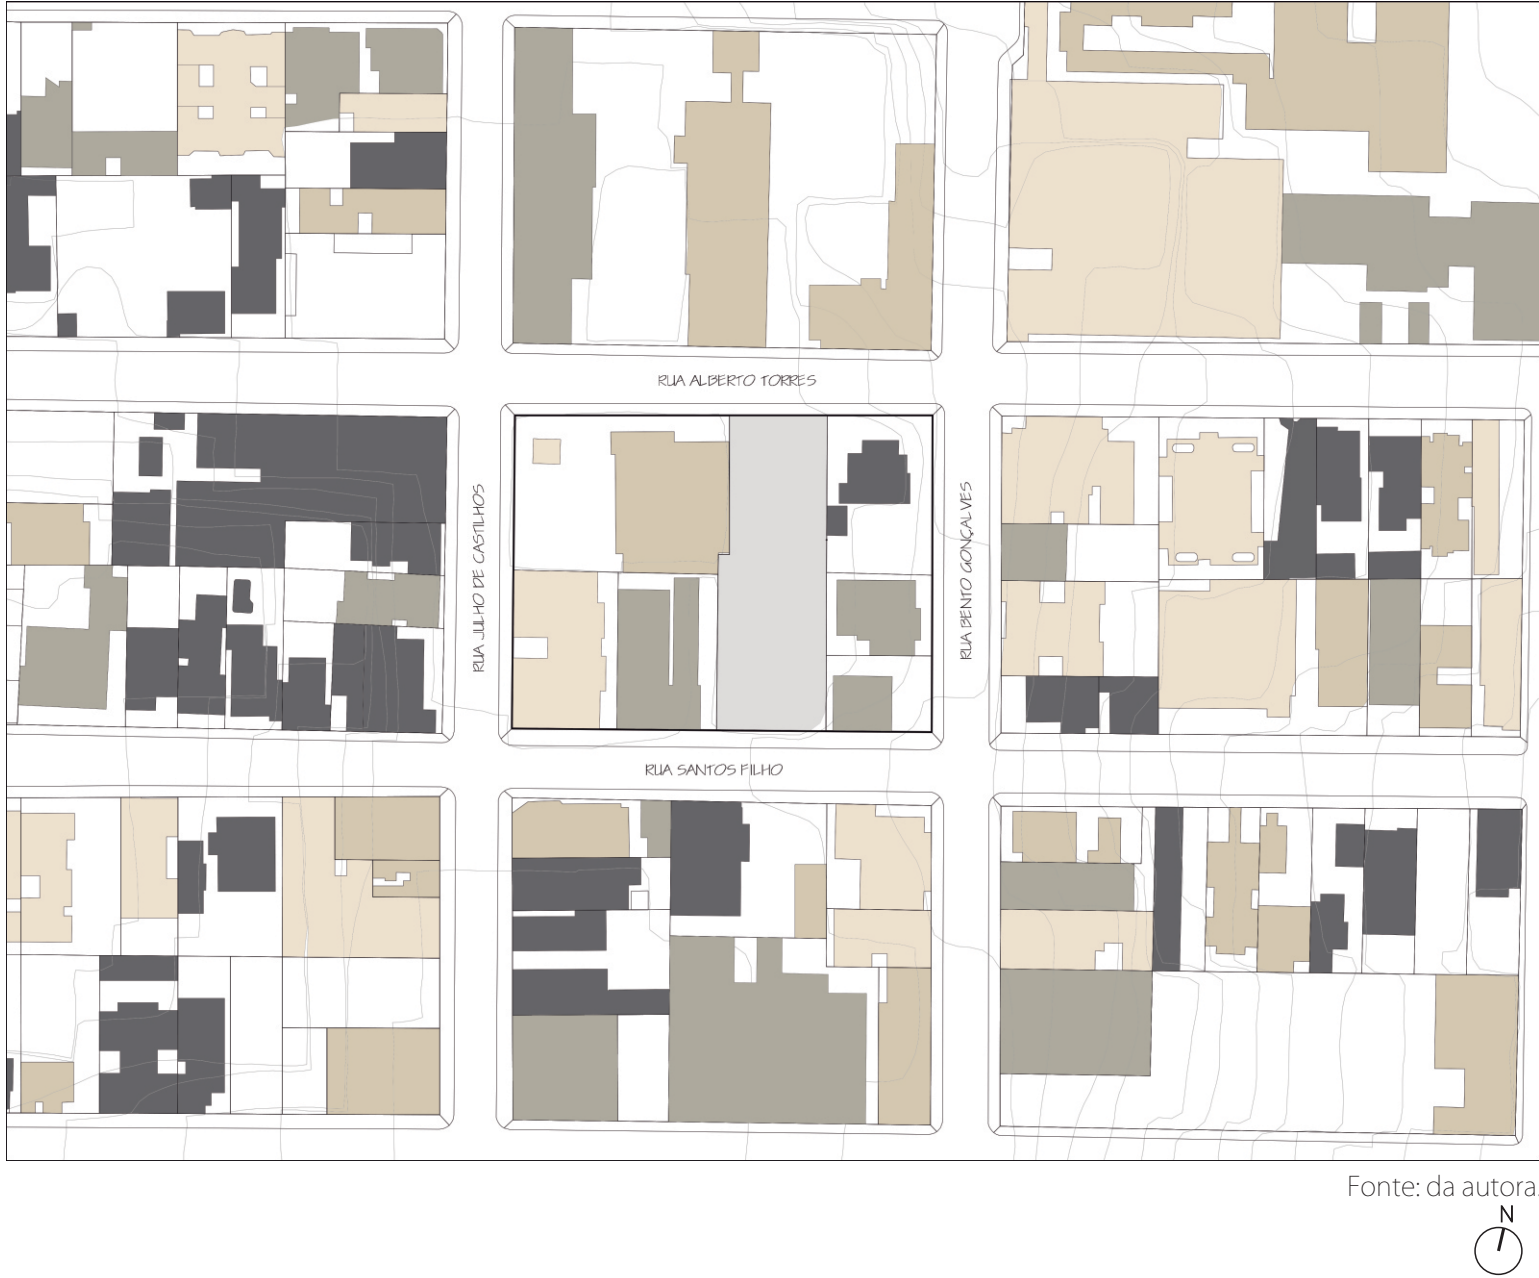 RUA ALBERTO TORRES
RUA JULHO DE CASTILHOS
RUA BENTO GONÇALVES
RUA SANTOS FILHO
Fonte: da autora.
N